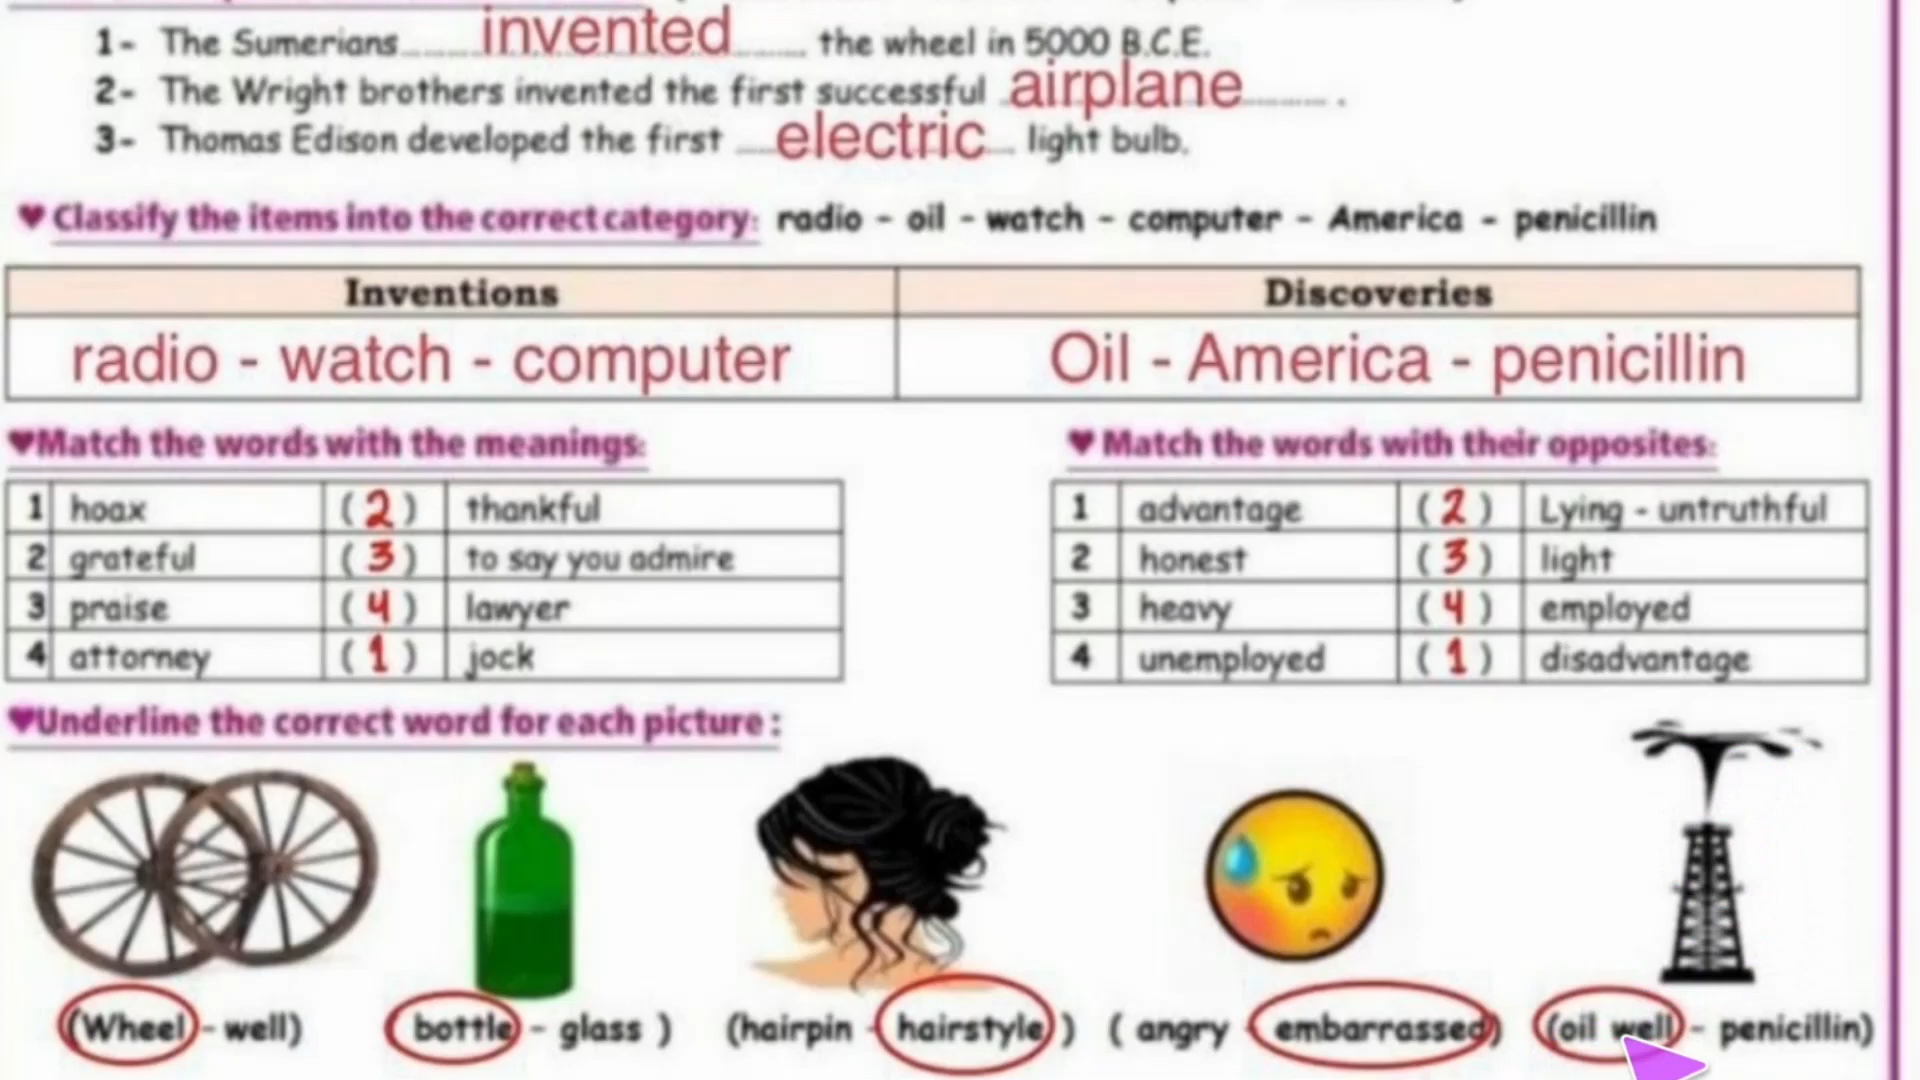 1- The Sumerians.......... invented .......... the wheel in 5000 B.C.E.
2- The Wright brothers invented the first successful ..airplane.......... .
3- Thomas Edison developed the first .....electric.... light bulb.
♥ Classify the items into the correct category: radio - oil - watch - computer - America - penicillin
Inventions Discoveries
radio - watch - computer Oil - America - penicillin
♥Match the words with the meanings:
1 hoax ( 2 ) thankful
2 grateful ( 3 ) to say you admire
3 praise ( 4 ) lawyer
4 attorney ( 1 ) jock
♥ Match the words with their opposites:
1 advantage ( 2 ) Lying - untruthful
2 honest ( 3 ) light
3 heavy ( 4 ) employed
4 unemployed ( 1 ) disadvantage
♥Underline the correct word for each picture :
(Wheel - well) ( bottle - glass ) (hairpin - hairstyle ) ( angry - embarrassed) (oil well - penicillin)